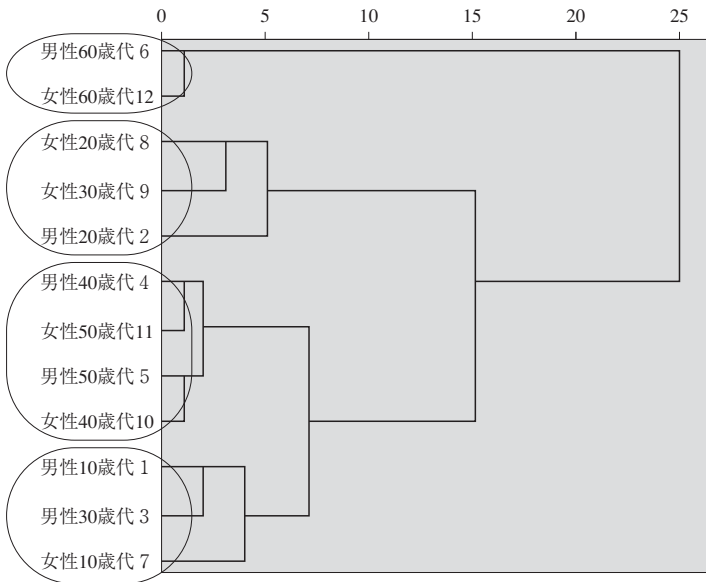 0 5 10 15 20 25
男性60歳代 6
女性60歳代12
女性20歳代 8
女性30歳代 9
男性20歳代 2
男性40歳代 4
女性50歳代11
男性50歳代 5
女性40歳代10
男性10歳代 1
男性30歳代 3
女性10歳代 7